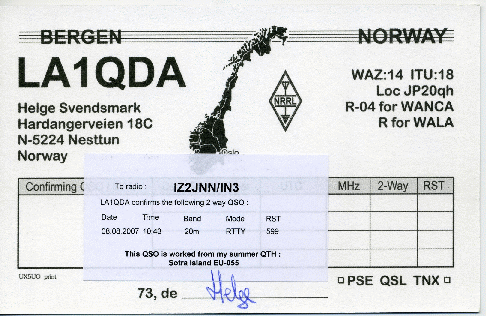 BERGEN NORWAY
LA1QDA
WAZ:14 ITU:18
Loc JP20qh
R-04 for WANCA
R for WALA
Helge Svendsmark
Hardangerveien 18C
N-5224 Nesttun
Norway
NRRL
Oslo
Confirming MHz 2-Way RST
To radio : IZ2JNN/IN3
LA1QDA confirms the following 2 way QSO :
Date Time Band Mode RST
08.08.2007 10:43 20m RTTY 599
This QSO is worked from my summer QTH :
Sotra Island EU-055
UX5UO print
PSE QSL TNX
73, de Helge